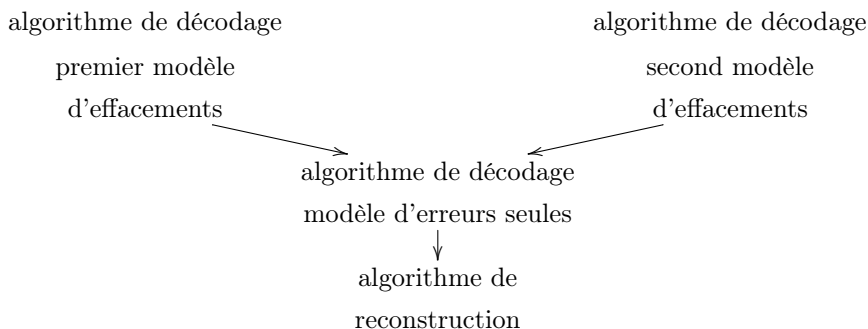 algorithme de décodage
premier modèle
d'effacements
algorithme de décodage
second modèle
d'effacements
algorithme de décodage
modèle d'erreurs seules
algorithme de
reconstruction